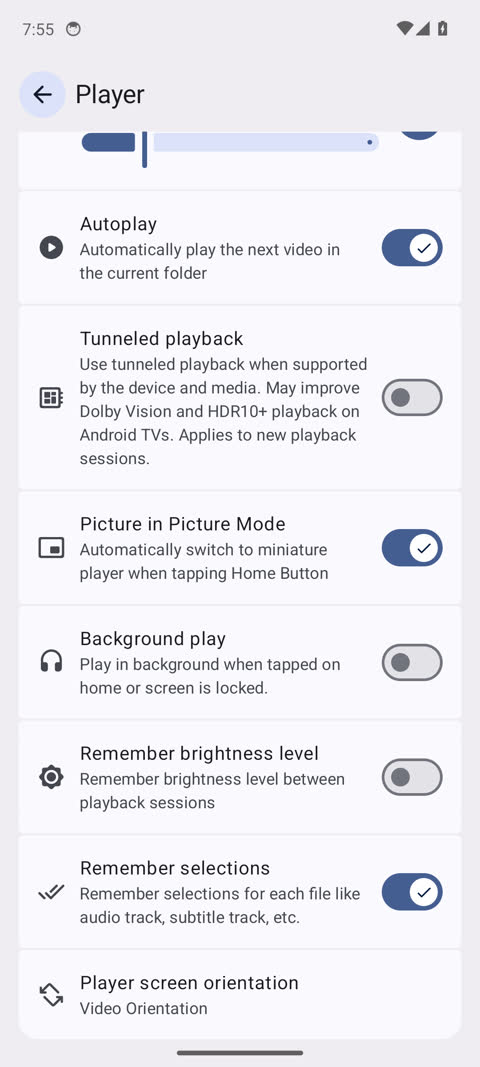 7:55
Player
Autoplay
Automatically play the next video in
the current folder
Tunneled playback
Use tunneled playback when supported
by the device and media. May improve
Dolby Vision and HDR10+ playback on
Android TVs. Applies to new playback
sessions.
Picture in Picture Mode
Automatically switch to miniature
player when tapping Home Button
Background play
Play in background when tapped on
home or screen is locked.
Remember brightness level
Remember brightness level between
playback sessions
Remember selections
Remember selections for each file like
audio track, subtitle track, etc.
Player screen orientation
Video Orientation